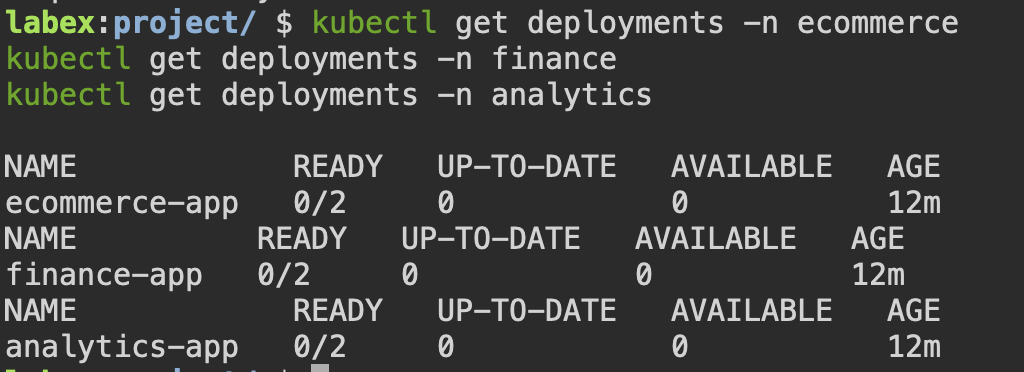 labex:project/ $ kubectl get deployments -n ecommerce
kubectl get deployments -n finance
kubectl get deployments -n analytics
NAME READY UP-TO-DATE AVAILABLE AGE
ecommerce-app 0/2 0 0 12m
NAME READY UP-TO-DATE AVAILABLE AGE
finance-app 0/2 0 0 12m
NAME READY UP-TO-DATE AVAILABLE AGE
analytics-app 0/2 0 0 12m
labex:project/ $